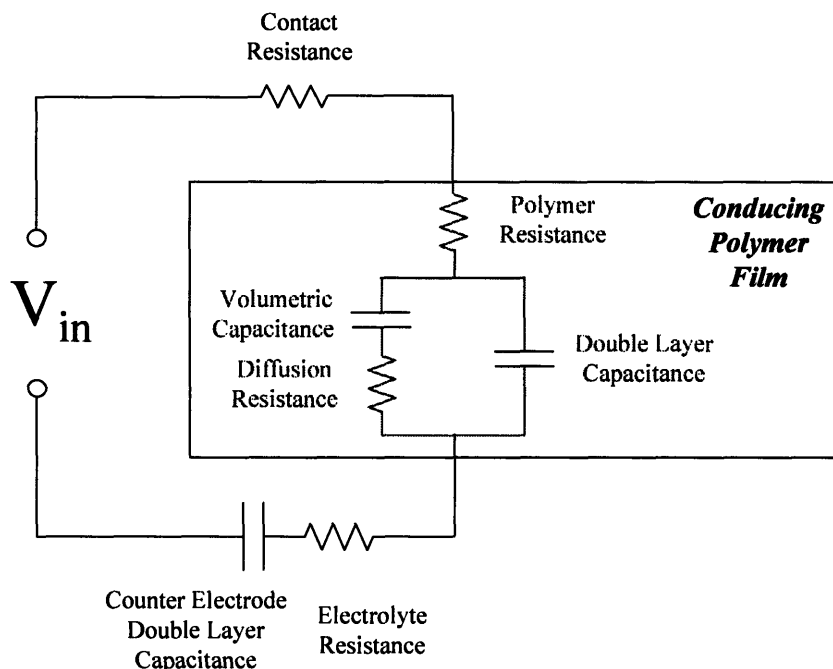 Contact
Resistance
Polymer
Resistance
Conducing
Polymer
Film
V in
Volumetric
Capacitance
Diffusion
Resistance
Double Layer
Capacitance
Counter Electrode
Double Layer
Capacitance
Electrolyte
Resistance